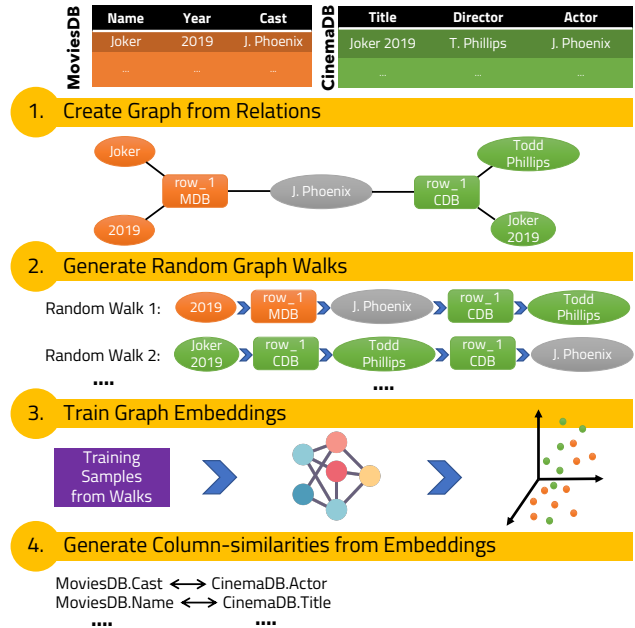 MoviesDB
Name Year Cast
Joker 2019 J. Phoenix
... ... ...
CinemaDB
Title Director Actor
Joker 2019 T. Phillips J. Phoenix
... ... ...
1. Create Graph from Relations
Joker
2019
row_1
MDB
J. Phoenix
row_1
CDB
Todd
Phillips
Joker
2019
2. Generate Random Graph Walks
Random Walk 1:
2019
row_1
MDB
J. Phoenix
row_1
CDB
Todd
Phillips
Random Walk 2:
Joker
2019
row_1
CDB
Todd
Phillips
row_1
CDB
J. Phoenix
.... ....
3. Train Graph Embeddings
Training
Samples
from Walks
4. Generate Column-similarities from Embeddings
MoviesDB.Cast ⟷ CinemaDB.Actor
MoviesDB.Name ⟷ CinemaDB.Title
.... ....